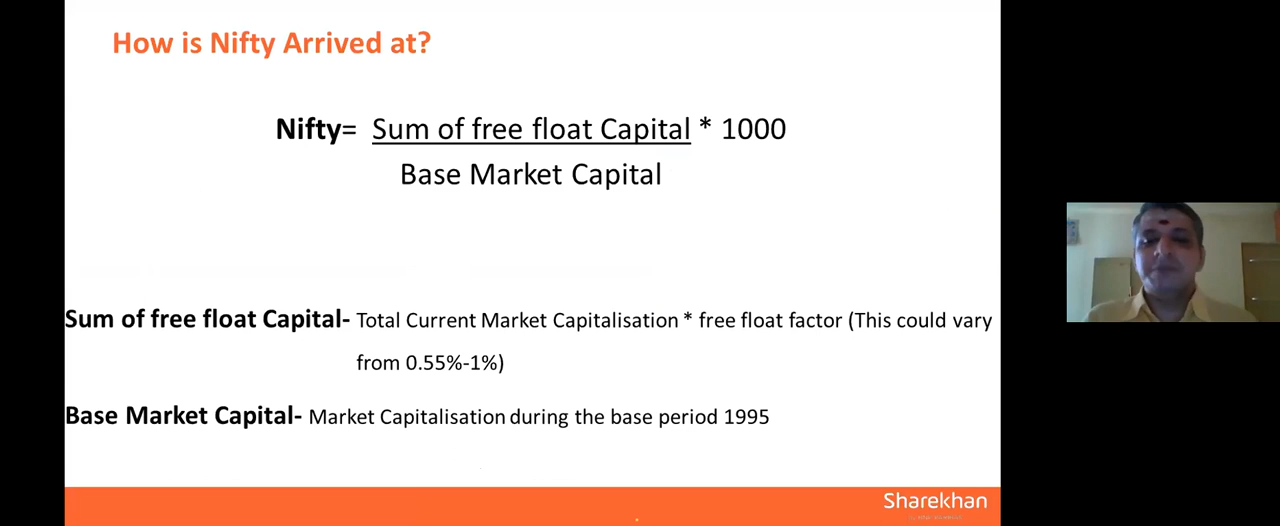 How is Nifty Arrived at?
Nifty= Sum of free float Capital * 1000
Base Market Capital
Sum of free float Capital- Total Current Market Capitalisation * free float factor (This could vary
from 0.55%-1%)
Base Market Capital- Market Capitalisation during the base period 1995
Sharekhan